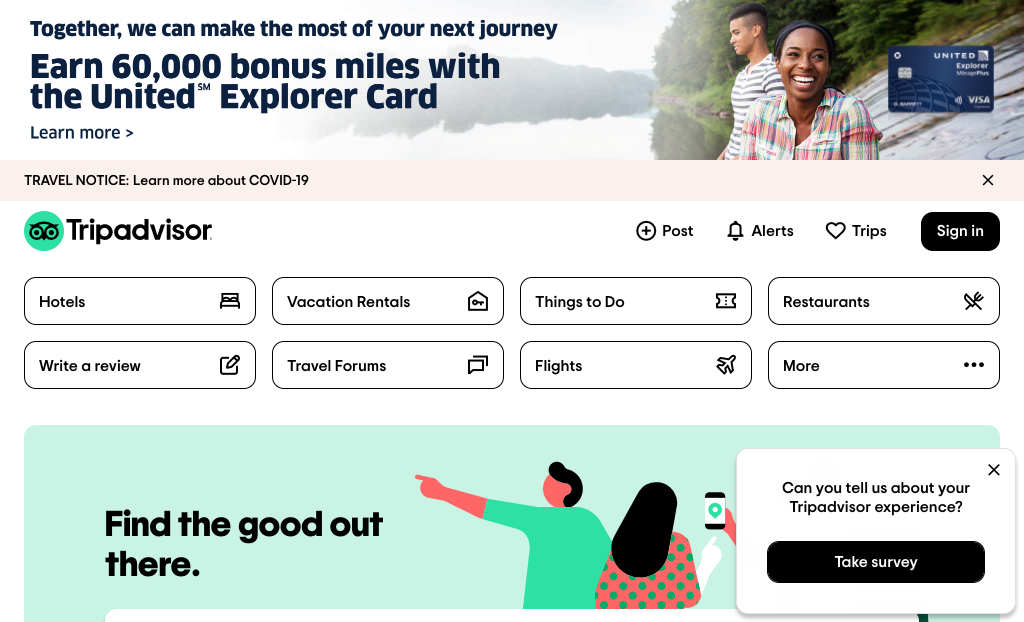 Together, we can make the most of your next journey
Earn 60,000 bonus miles with
the United℠ Explorer Card
Learn more >
UNITED
Explorer
MileagePlus
D. BARRETT
VISA
TRAVEL NOTICE: Learn more about COVID-19
Tripadvisor
Post
Alerts
Trips
Sign in
Hotels
Vacation Rentals
Things to Do
Restaurants
Write a review
Travel Forums
Flights
More
Find the good out
there.
Can you tell us about your
Tripadvisor experience?
Take survey